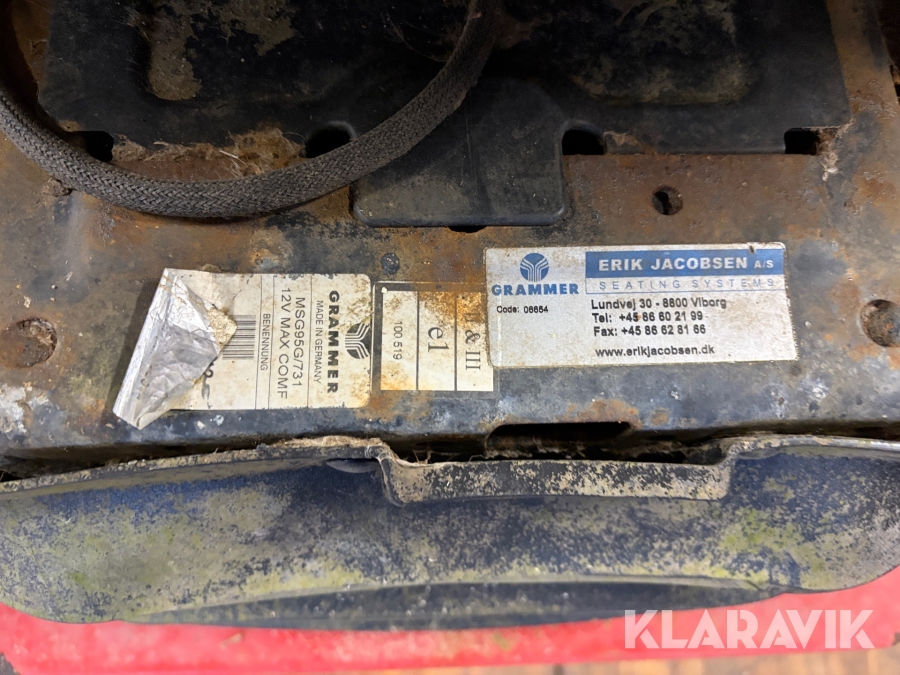 GRAMMER
MADE IN GERMANY
MSG95G/731
12V MAX COMF
BENENNUNG
& III
e1
100 519
GRAMMER
Code: 06654
ERIK JACOBSEN A/S
SEATING SYSTEMS
Lundvej 30 - 8800 Viborg
Tel: +45 86 60 21 99
Fax: +45 86 62 81 66
www.erikjacobsen.dk
KLARAVIK